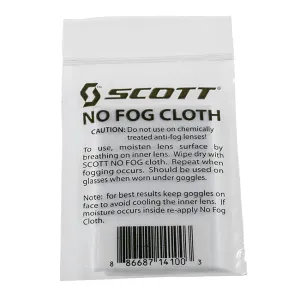 SCOTT
NO FOG CLOTH
CAUTION: Do not use on chemically
treated anti-fog lenses!
To use, moisten lens surface by
breathing on inner lens. Wipe dry with
SCOTT NO FOG cloth. Repeat when
fogging occurs. Should be used on
glasses when worn under goggles.
Note: for best results keep goggles on
face to avoid cooling the inner lens. If
moisture occurs inside re-apply No Fog
Cloth.
8 86687 14100 3